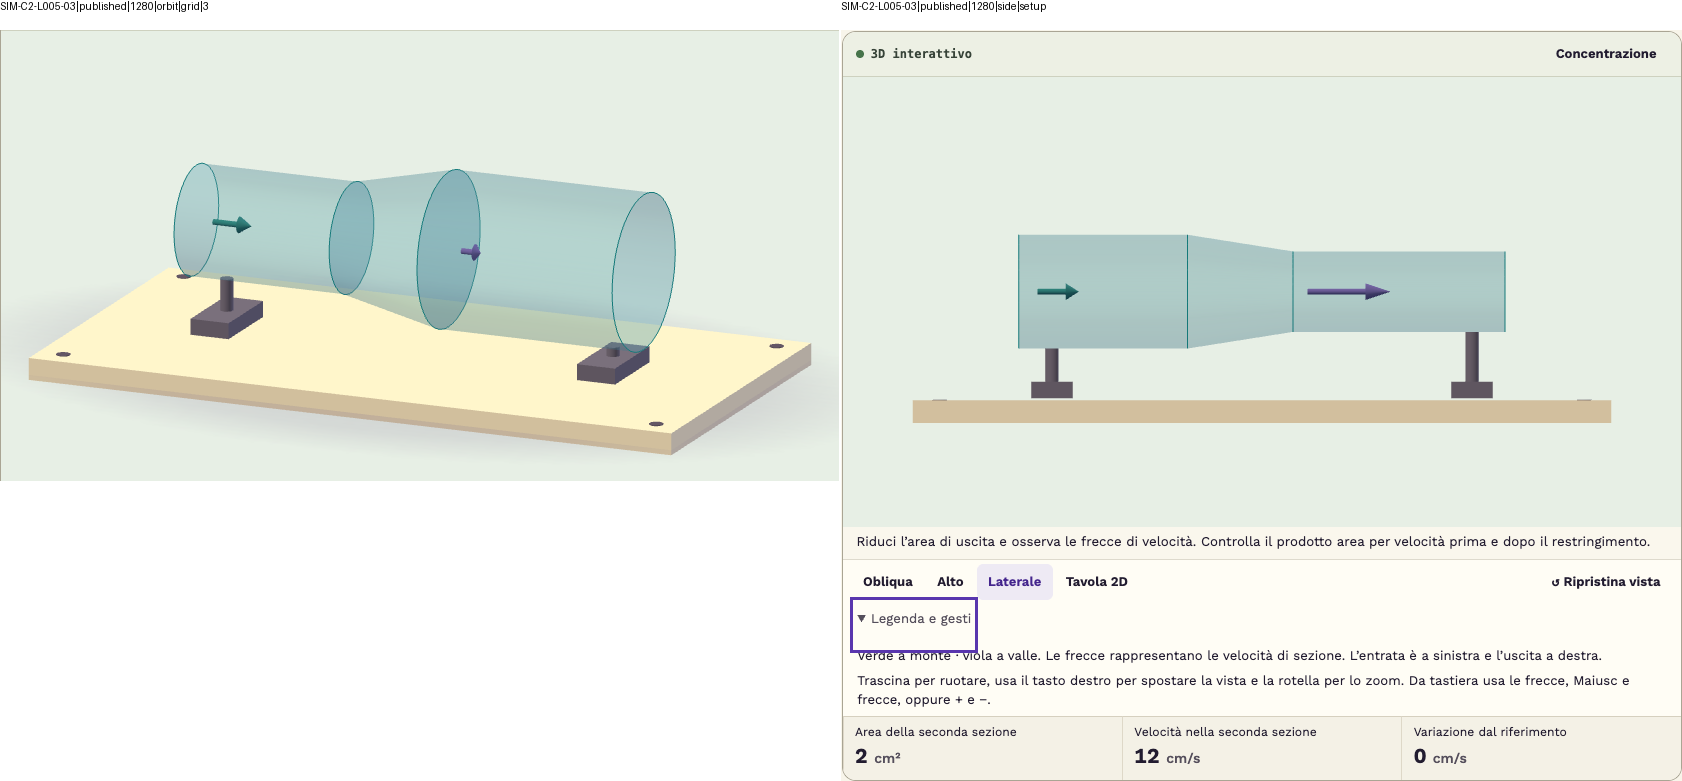 SIM-C2-L005-03|published|1280|orbit|grid|3
SIM-C2-L005-03|published|1280|side|setup
3D interattivo
Concentrazione
Riduci l’area di uscita e osserva le frecce di velocità. Controlla il prodotto area per velocità prima e dopo il restringimento.
Obliqua Alto Laterale Tavola 2D ↺ Ripristina vista
▼ Legenda e gesti
Verde a monte · viola a valle. Le frecce rappresentano le velocità di sezione. L’entrata è a sinistra e l’uscita a destra.
Trascina per ruotare, usa il tasto destro per spostare la vista e la rotella per lo zoom. Da tastiera usa le frecce, Maiusc e
frecce, oppure + e −.
Area della seconda sezione
2 cm²
Velocità nella seconda sezione
12 cm/s
Variazione dal riferimento
0 cm/s